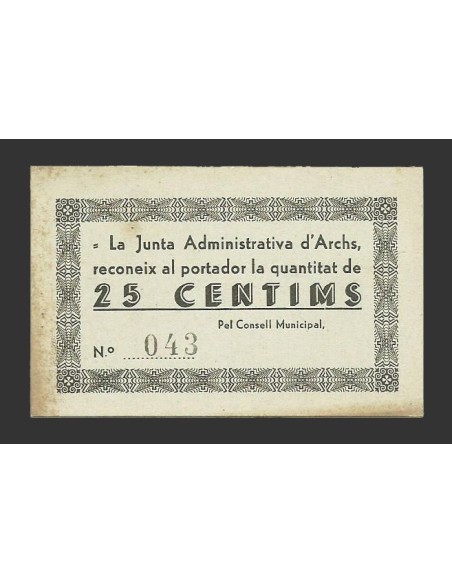 = La Junta Administrativa d'Archs,
reconeix al portador la quantitat de
25 CENTIMS
Pel Consell Municipal,
N.º 043